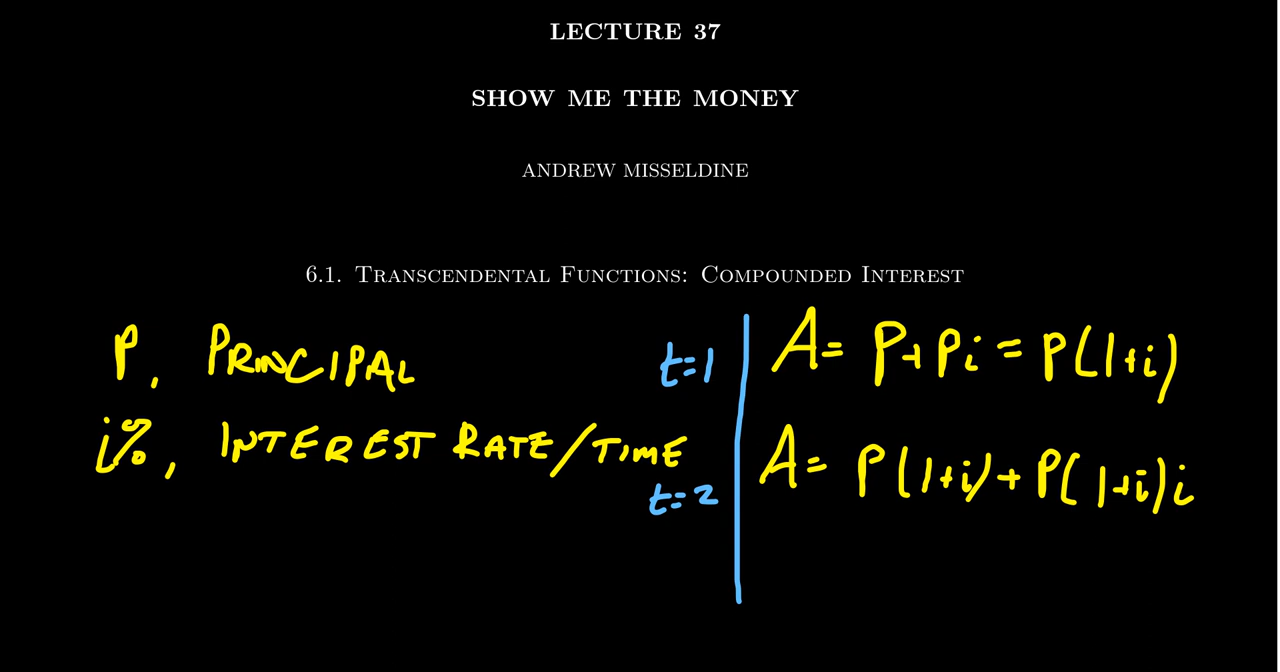 LECTURE 37
SHOW ME THE MONEY
ANDREW MISSELDINE
6.1. TRANSCENDENTAL FUNCTIONS: COMPOUNDED INTEREST
P, PRINCIPAL
i%, INTEREST RATE/TIME
t=1 A= P+Pi = P(1+i)
t=2 A= P(1+i)+P(1+i)i